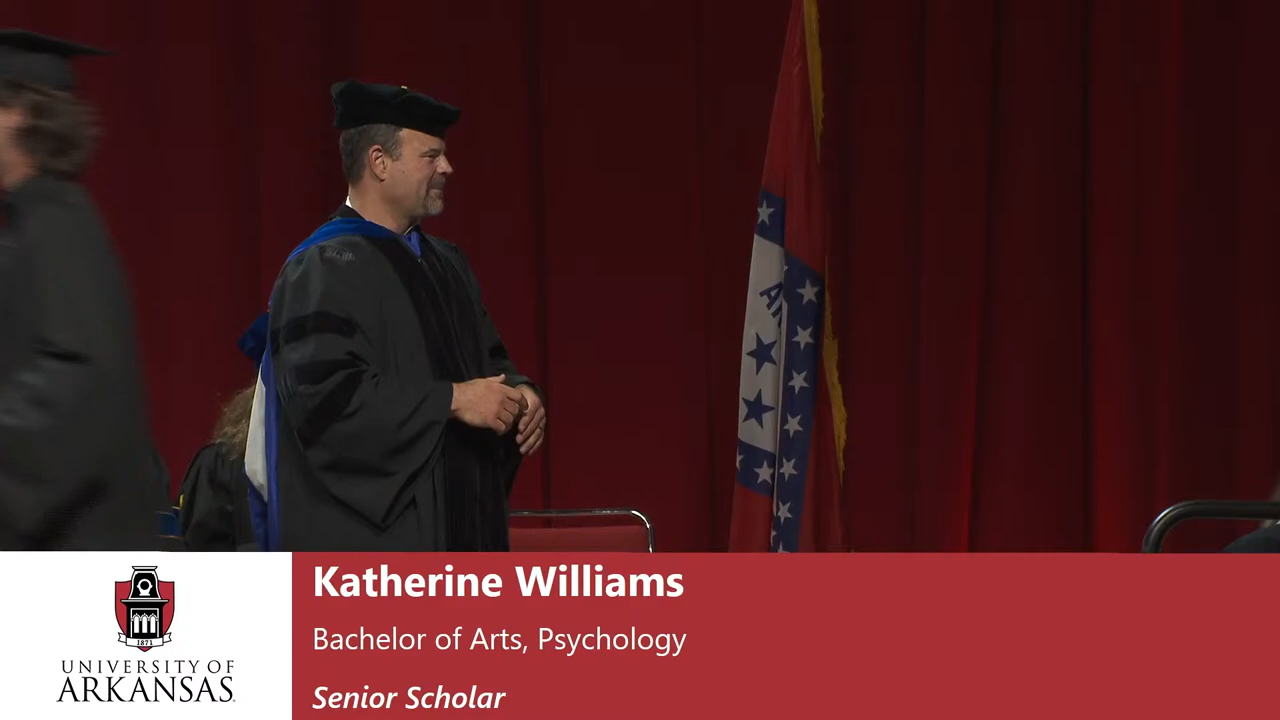 Katherine Williams
Bachelor of Arts, Psychology
Senior Scholar
1871
UNIVERSITY OF
ARKANSAS